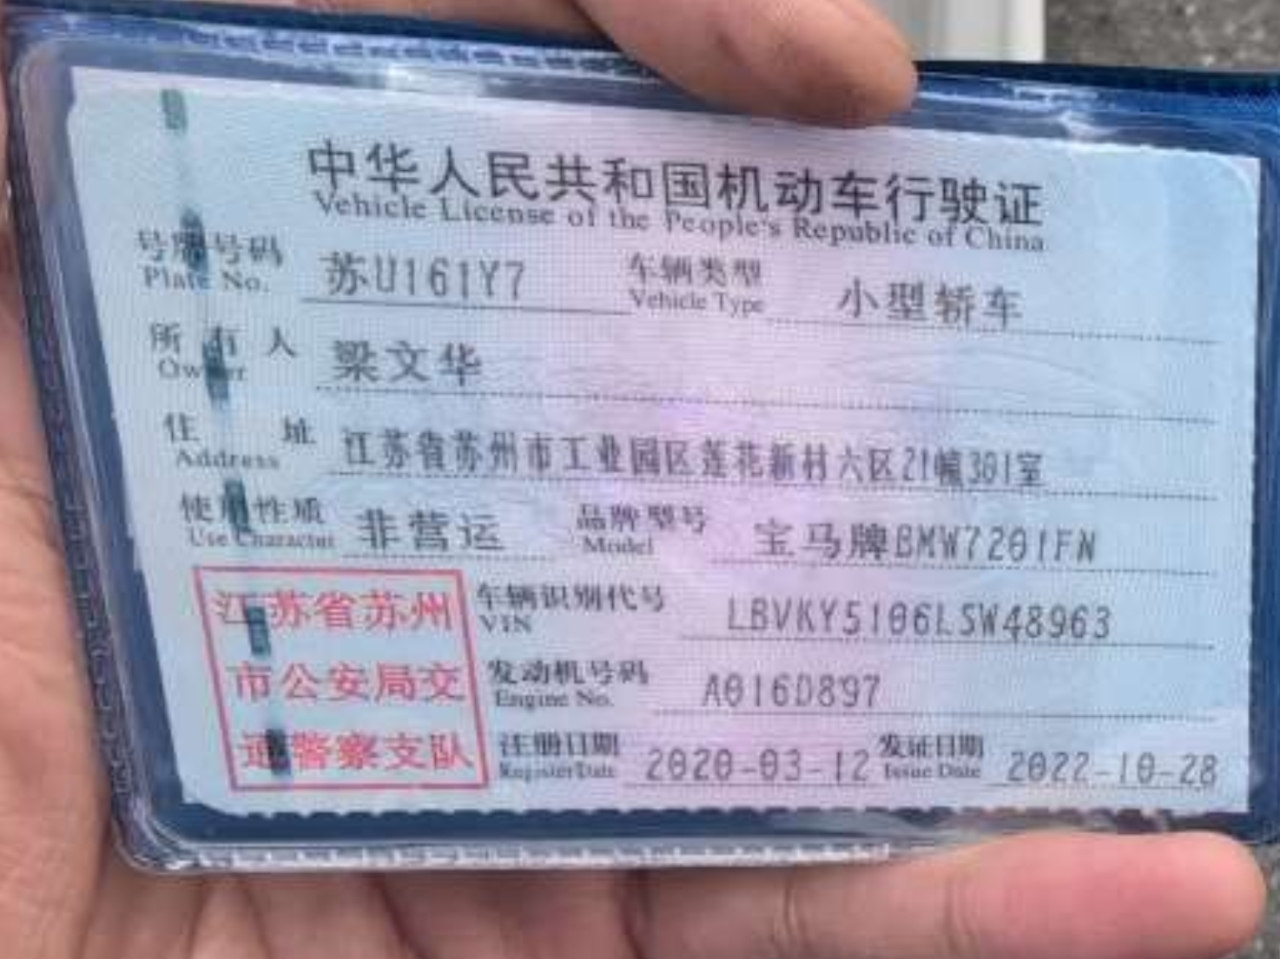 中华人民共和国机动车行驶证
Vehicle License of the People's Republic of China
号牌号码 苏U161Y7 车辆类型 小型轿车
Plate No. Vehicle Type
所有人 梁文华
Owner
住址 江苏省苏州市工业园区莲花新村六区21幢301室
Address
使用性质 非营运 品牌型号 宝马牌BMW7201FN
Use Character Model
江苏省苏州 车辆识别代号 LBVKY5106LSW48963
VIN
市公安局交 发动机号码 A016D897
Engine No.
通警察支队 注册日期 2020-03-12 发证日期 2022-10-28
Register Date Issue Date